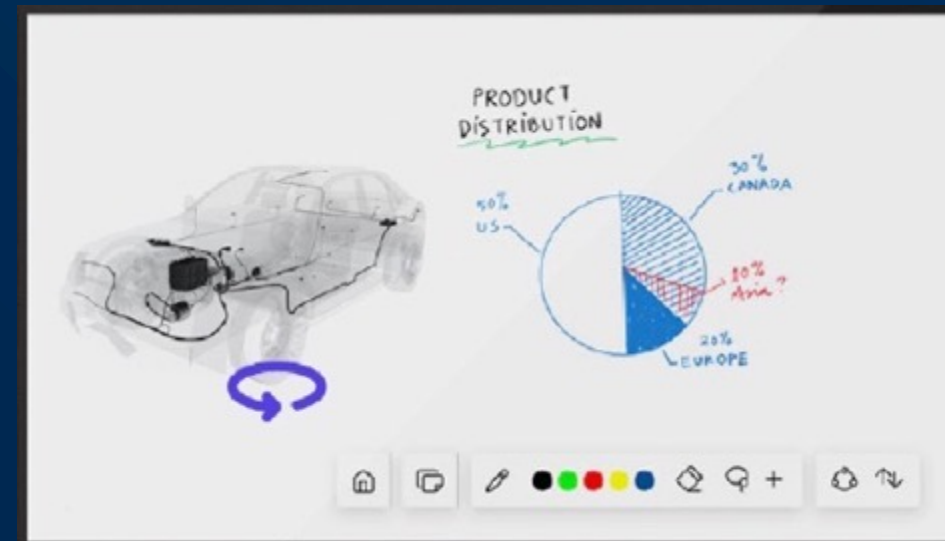 PRODUCT
DISTRIBUTION
30%
CANADA
50%
US
10%
Asia?
20%
EUROPE